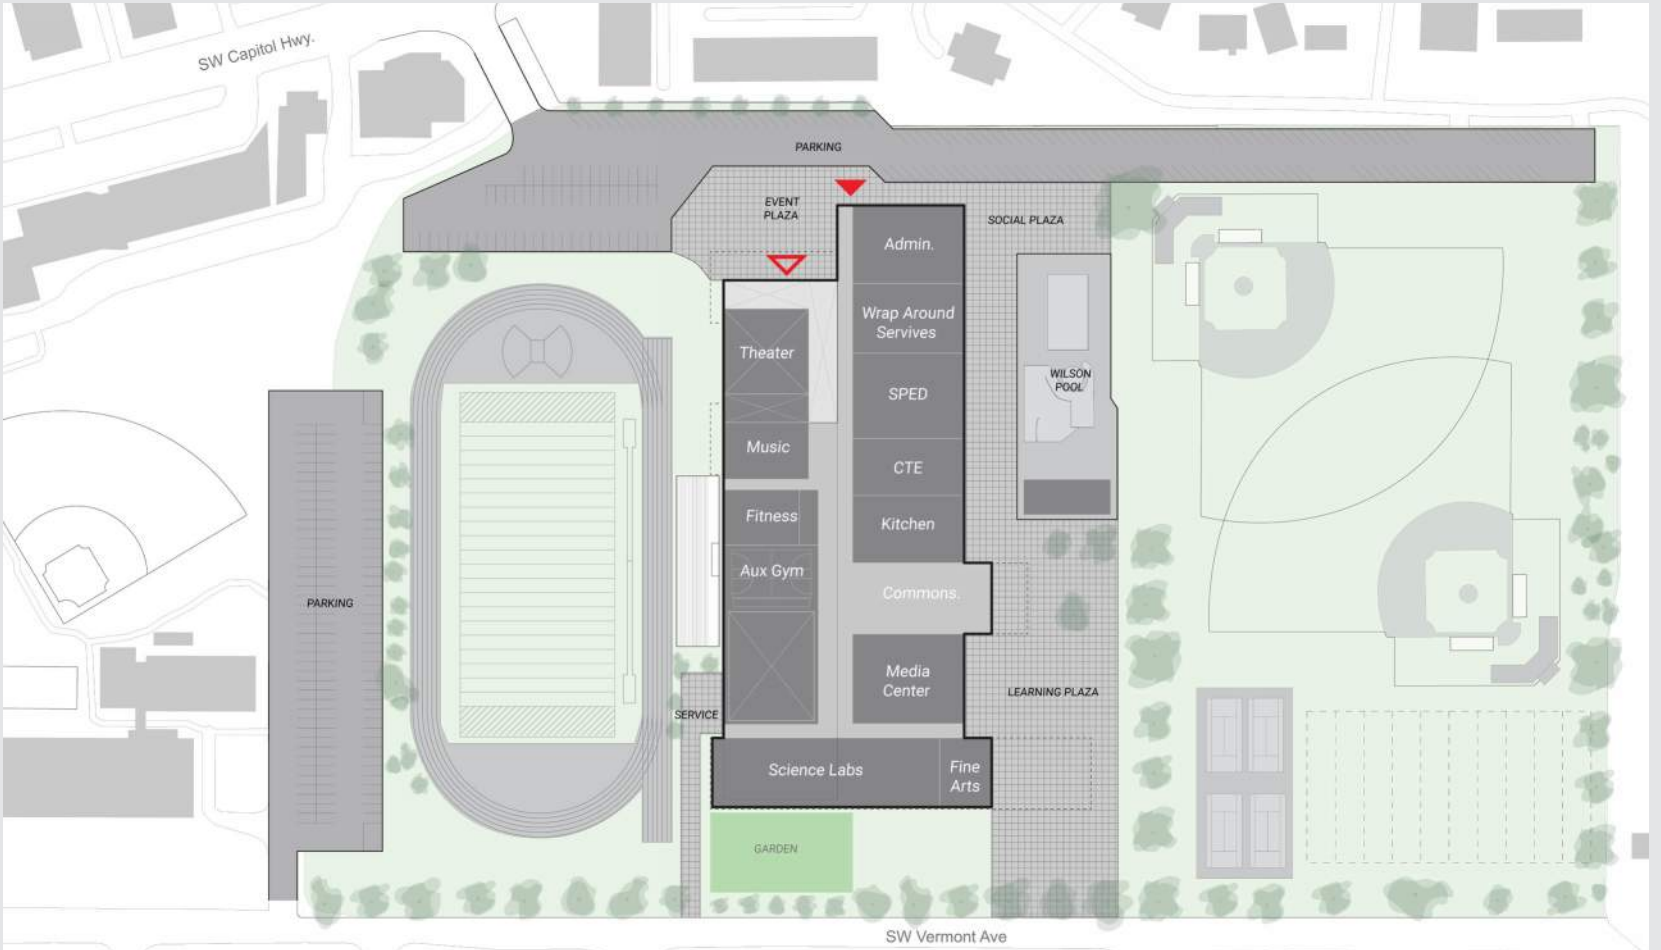 SW Capitol Hwy.
PARKING
EVENT
PLAZA
SOCIAL PLAZA
Admin.
Wrap Around
Servives
Theater
WILSON
POOL
SPED
Music
CTE
Fitness
Kitchen
Aux Gym
Commons.
PARKING
Media
Center
LEARNING PLAZA
SERVICE
Science Labs
Fine
Arts
GARDEN
SW Vermont Ave